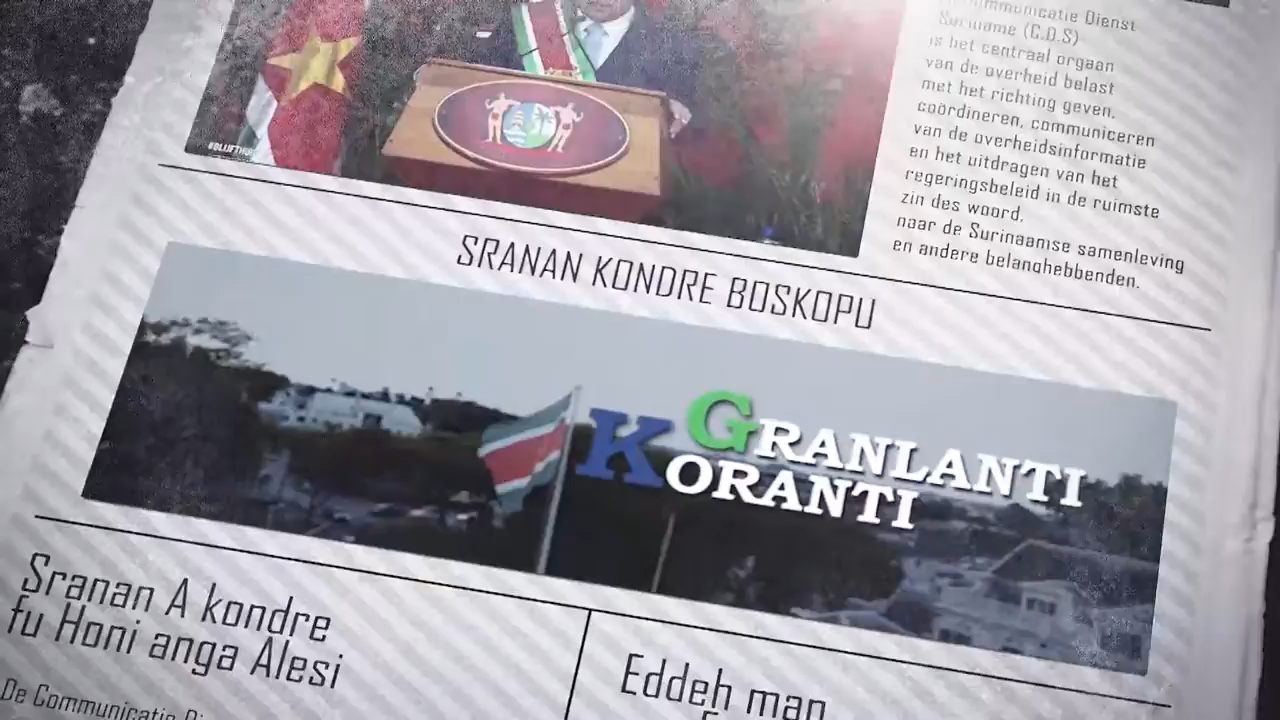 Suriname (C.D.S)
is het centraal orgaan
van de overheid belast
met het richting geven,
coördineren, communiceren
van de overheidsinformatie
en het uitdragen van het
regeringsbeleid in de ruimste
zin des woord,
naar de Surinaamse samenleving
en andere belanghebbenden.
SRANAN KONDRE BOSKOPU
GRANLANTI
KORANTI
Sranan A kondre
fu Honi anga Alesi
De Communicatie
Eddeh man